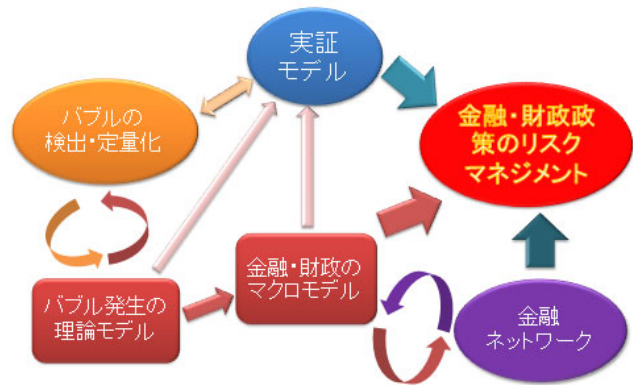 実証
モデル
バブルの
検出・定量化
金融・財政政
策のリスク
マネジメント
バブル発生の
理論モデル
金融・財政の
マクロモデル
金融
ネットワーク